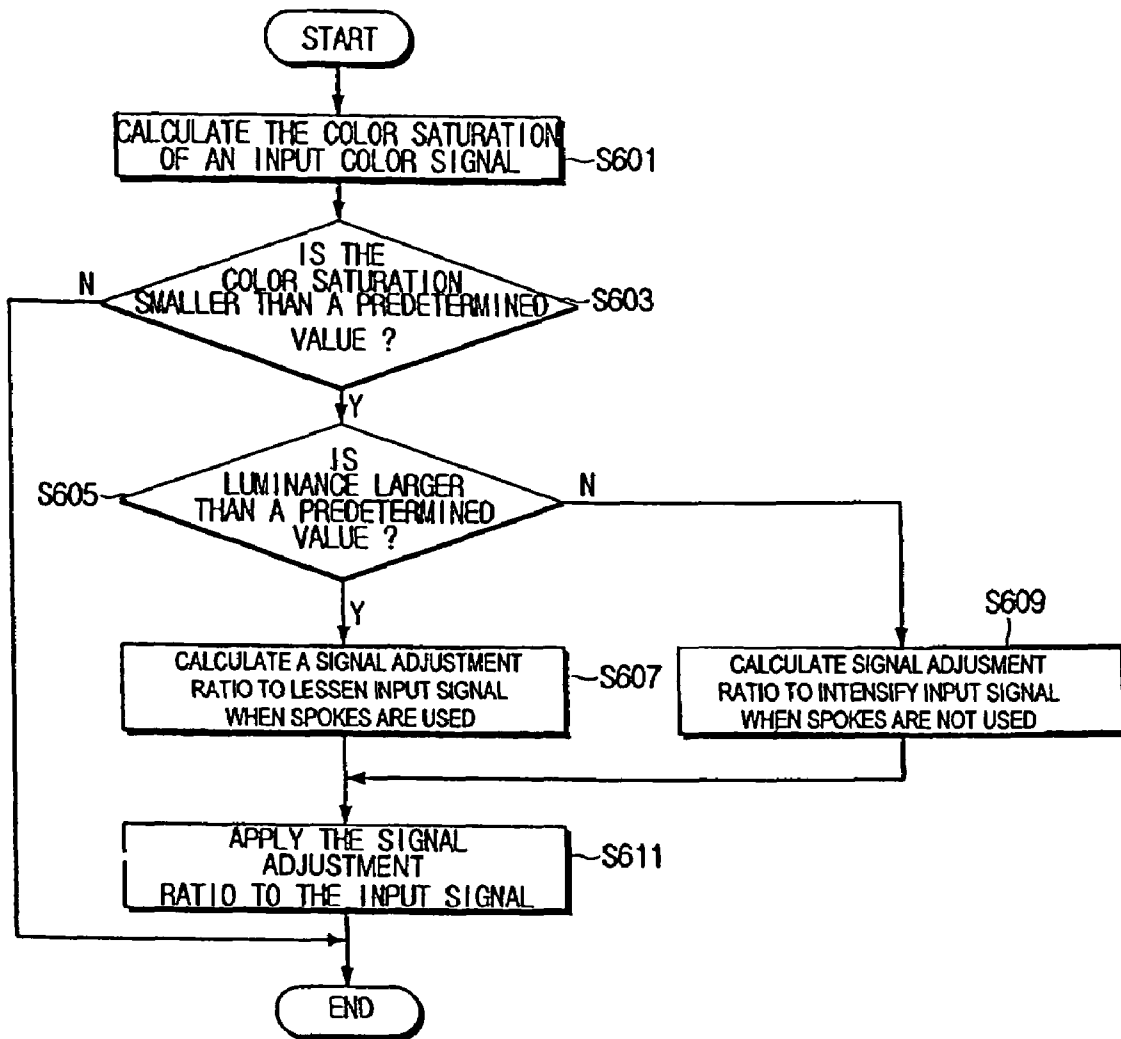 START
CALCULATE THE COLOR SATURATION
OF AN INPUT COLOR SIGNAL
S601
IS THE
COLOR SATURATION
SMALLER THAN A PREDETERMINED
VALUE ?
S603
N
Y
IS
LUMINANCE LARGER
THAN A PREDETERMINED
VALUE ?
S605
N
Y
CALCULATE A SIGNAL ADJUSTMENT
RATIO TO LESSEN INPUT SIGNAL
WHEN SPOKES ARE USED
S607
S609
CALCULATE SIGNAL ADJUSMENT
RATIO TO INTENSIFY INPUT SIGNAL
WHEN SPOKES ARE NOT USED
APPLY THE SIGNAL
ADJUSTMENT
RATIO TO THE INPUT SIGNAL
S611
END